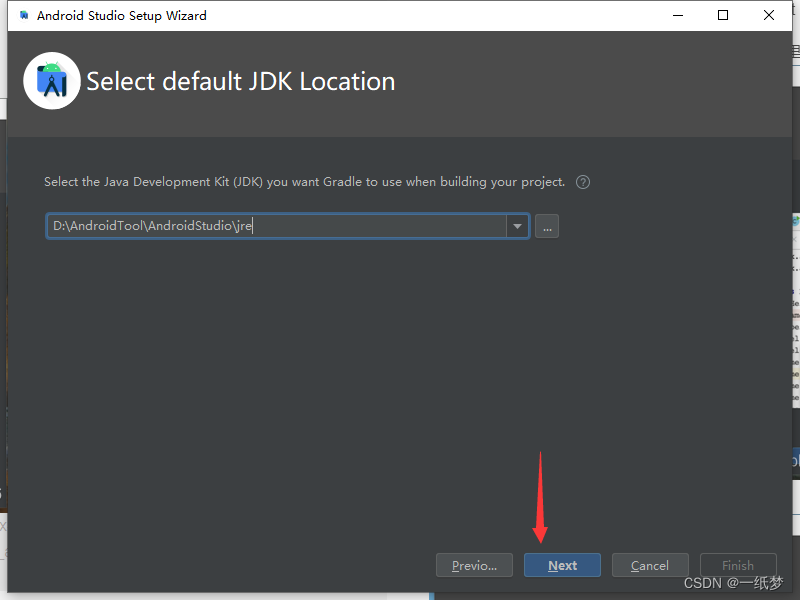 Android Studio Setup Wizard
Select default JDK Location
Select the Java Development Kit (JDK) you want Gradle to use when building your project.
D:\AndroidTool\AndroidStudio\jre
...
Previo...
Next
Cancel
Finish
CSDN @一纸梦